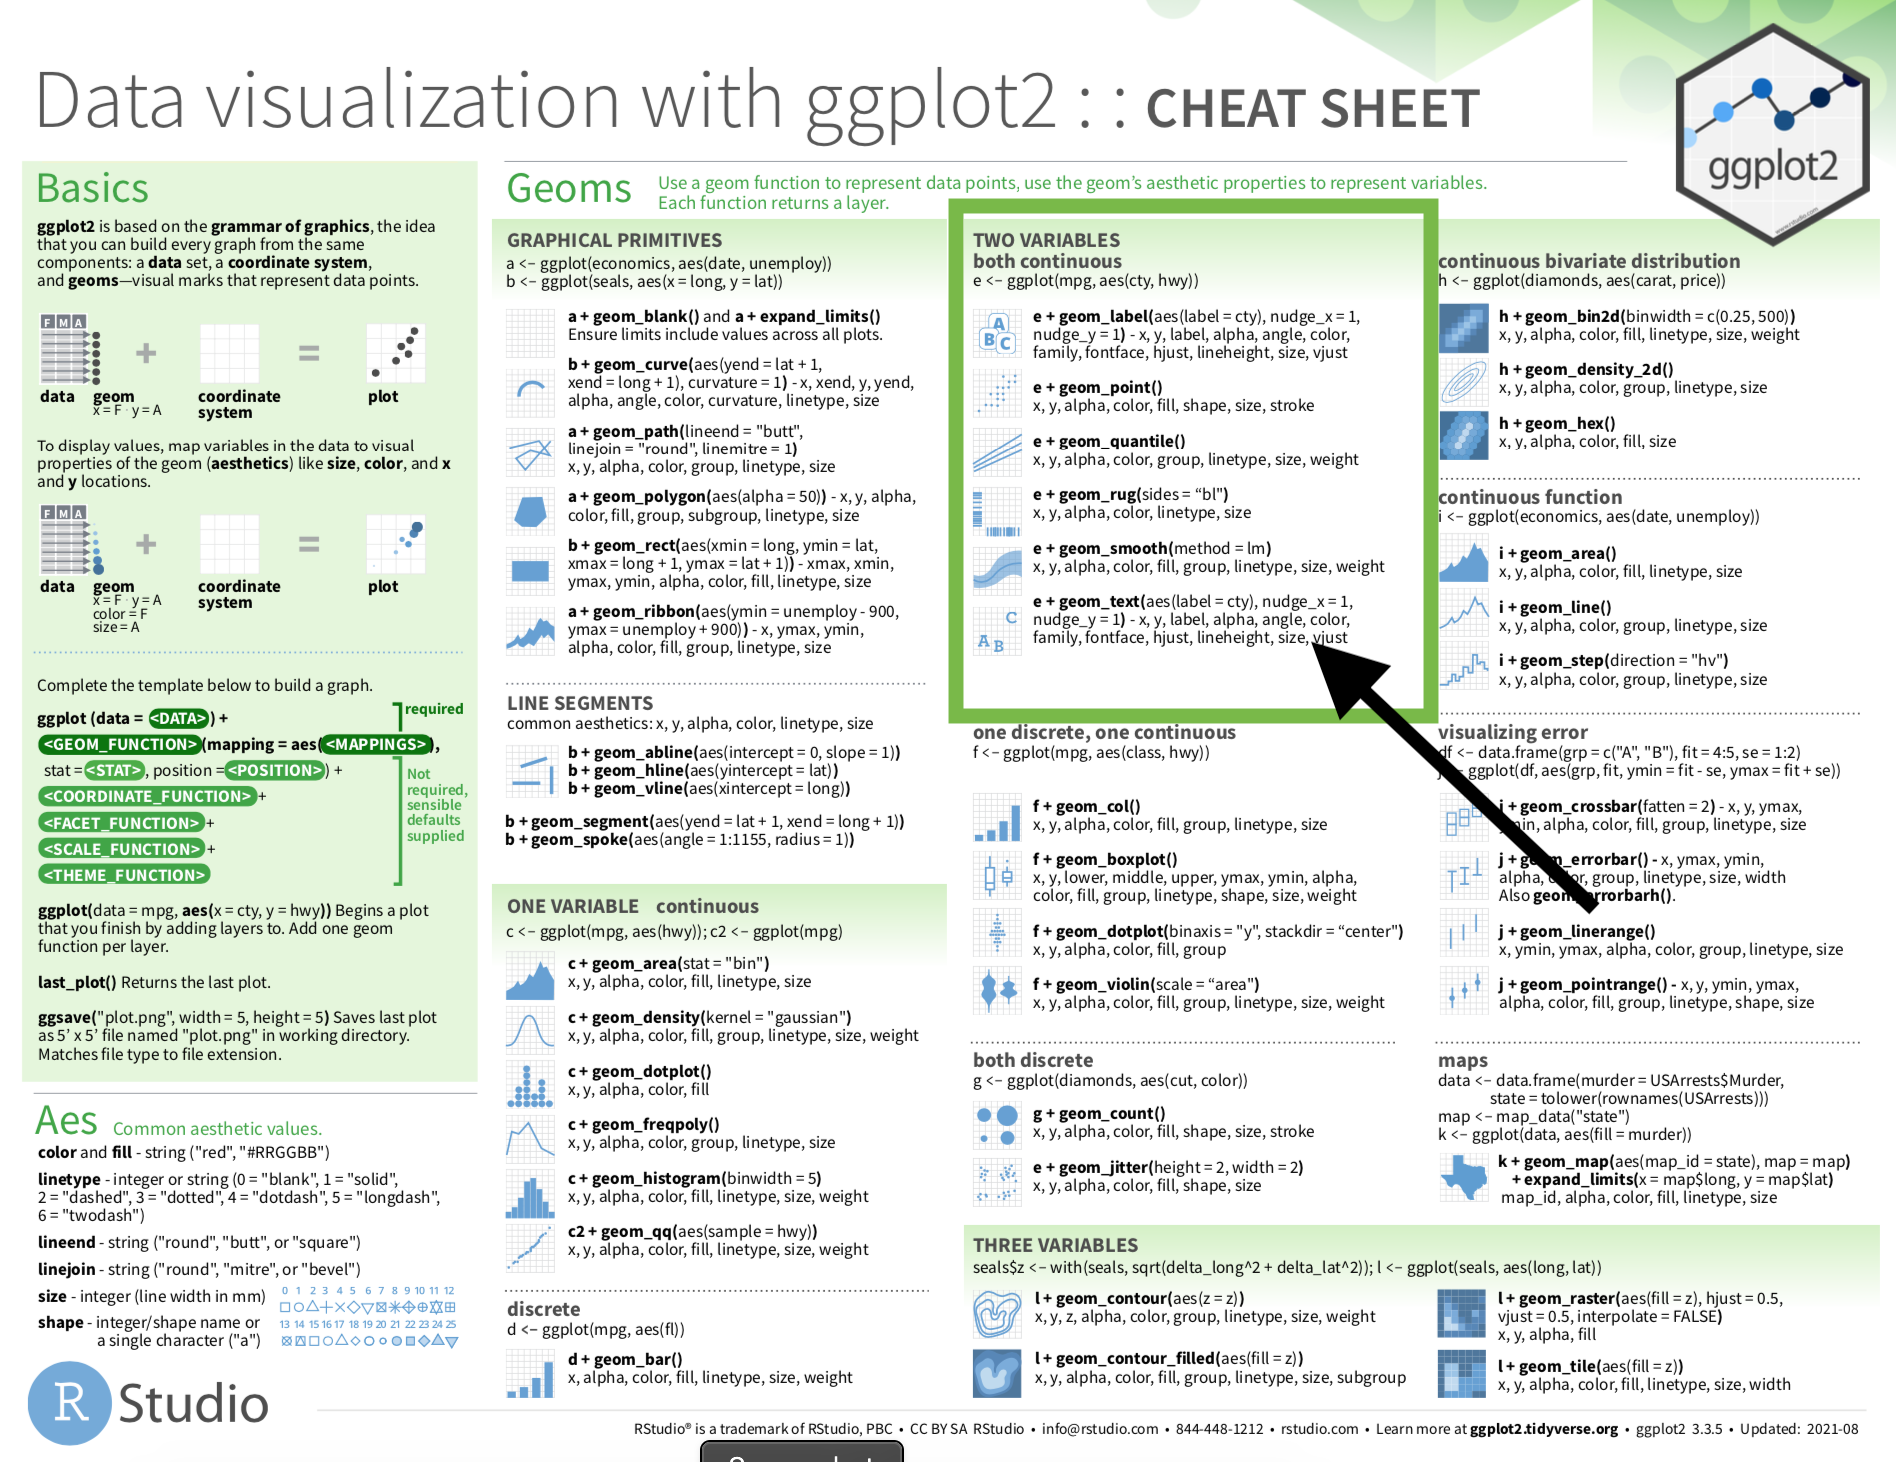 Data visualization with ggplot2 : : CHEAT SHEET
ggplot2
www.rstudio.com
Basics
ggplot2 is based on the grammar of graphics, the idea
that you can build every graph from the same
components: a data set, a coordinate system,
and geoms—visual marks that represent data points.
F M A
data
geom
x = F · y = A
+
coordinate
system
=
plot
To display values, map variables in the data to visual
properties of the geom (aesthetics) like size, color, and x
and y locations.
F M A
data
geom
x = F · y = A
color = F
size = A
+
coordinate
system
=
plot
Complete the template below to build a graph.
required
ggplot (data = <DATA>) +
<GEOM_FUNCTION>(mapping = aes(<MAPPINGS>),
stat = <STAT>, position = <POSITION>) +
<COORDINATE_FUNCTION> +
<FACET_FUNCTION> +
<SCALE_FUNCTION> +
<THEME_FUNCTION>
Not
required,
sensible
defaults
supplied
ggplot(data = mpg, aes(x = cty, y = hwy)) Begins a plot
that you finish by adding layers to. Add one geom
function per layer.
last_plot() Returns the last plot.
ggsave("plot.png", width = 5, height = 5) Saves last plot
as 5’ x 5’ file named "plot.png" in working directory.
Matches file type to file extension.
Aes Common aesthetic values.
color and fill - string ("red", "#RRGGBB")
linetype - integer or string (0 = "blank", 1 = "solid",
2 = "dashed", 3 = "dotted", 4 = "dotdash", 5 = "longdash",
6 = "twodash")
lineend - string ("round", "butt", or "square")
linejoin - string ("round", "mitre", or "bevel")
size - integer (line width in mm)
shape - integer/shape name or
a single character ("a")
0 1 2 3 4 5 6 7 8 9 10 11 12
13 14 15 16 17 18 19 20 21 22 23 24 25
R Studio
Geoms
Use a geom function to represent data points, use the geom’s aesthetic properties to represent variables.
Each function returns a layer.
GRAPHICAL PRIMITIVES
a <- ggplot(economics, aes(date, unemploy))
b <- ggplot(seals, aes(x = long, y = lat))
a + geom_blank() and a + expand_limits()
Ensure limits include values across all plots.
b + geom_curve(aes(yend = lat + 1,
xend = long + 1), curvature = 1) - x, xend, y, yend,
alpha, angle, color, curvature, linetype, size
a + geom_path(lineend = "butt",
linejoin = "round", linemitre = 1)
x, y, alpha, color, group, linetype, size
a + geom_polygon(aes(alpha = 50)) - x, y, alpha,
color, fill, group, subgroup, linetype, size
b + geom_rect(aes(xmin = long, ymin = lat,
xmax = long + 1, ymax = lat + 1)) - xmax, xmin,
ymax, ymin, alpha, color, fill, linetype, size
a + geom_ribbon(aes(ymin = unemploy - 900,
ymax = unemploy + 900)) - x, ymax, ymin,
alpha, color, fill, group, linetype, size
LINE SEGMENTS
common aesthetics: x, y, alpha, color, linetype, size
b + geom_abline(aes(intercept = 0, slope = 1))
b + geom_hline(aes(yintercept = lat))
b + geom_vline(aes(xintercept = long))
b + geom_segment(aes(yend = lat + 1, xend = long + 1))
b + geom_spoke(aes(angle = 1:1155, radius = 1))
ONE VARIABLE continuous
c <- ggplot(mpg, aes(hwy)); c2 <- ggplot(mpg)
c + geom_area(stat = "bin")
x, y, alpha, color, fill, linetype, size
c + geom_density(kernel = "gaussian")
x, y, alpha, color, fill, group, linetype, size, weight
c + geom_dotplot()
x, y, alpha, color, fill
c + geom_freqpoly()
x, y, alpha, color, group, linetype, size
c + geom_histogram(binwidth = 5)
x, y, alpha, color, fill, linetype, size, weight
c2 + geom_qq(aes(sample = hwy))
x, y, alpha, color, fill, linetype, size, weight
discrete
d <- ggplot(mpg, aes(fl))
d + geom_bar()
x, alpha, color, fill, linetype, size, weight
TWO VARIABLES
both continuous
e <- ggplot(mpg, aes(cty, hwy))
A
B C
e + geom_label(aes(label = cty), nudge_x = 1,
nudge_y = 1) - x, y, label, alpha, angle, color,
family, fontface, hjust, lineheight, size, vjust
e + geom_point()
x, y, alpha, color, fill, shape, size, stroke
e + geom_quantile()
x, y, alpha, color, group, linetype, size, weight
e + geom_rug(sides = “bl")
x, y, alpha, color, linetype, size
e + geom_smooth(method = lm)
x, y, alpha, color, fill, group, linetype, size, weight
C
A B
e + geom_text(aes(label = cty), nudge_x = 1,
nudge_y = 1) - x, y, label, alpha, angle, color,
family, fontface, hjust, lineheight, size, vjust
one discrete, one continuous
f <- ggplot(mpg, aes(class, hwy))
f + geom_col()
x, y, alpha, color, fill, group, linetype, size
f + geom_boxplot()
x, y, lower, middle, upper, ymax, ymin, alpha,
color, fill, group, linetype, shape, size, weight
f + geom_dotplot(binaxis = "y", stackdir = “center")
x, y, alpha, color, fill, group
f + geom_violin(scale = “area")
x, y, alpha, color, fill, group, linetype, size, weight
both discrete
g <- ggplot(diamonds, aes(cut, color))
g + geom_count()
x, y, alpha, color, fill, shape, size, stroke
e + geom_jitter(height = 2, width = 2)
x, y, alpha, color, fill, shape, size
continuous bivariate distribution
h <- ggplot(diamonds, aes(carat, price))
h + geom_bin2d(binwidth = c(0.25, 500))
x, y, alpha, color, fill, linetype, size, weight
h + geom_density_2d()
x, y, alpha, color, group, linetype, size
h + geom_hex()
x, y, alpha, color, fill, size
continuous function
i <- ggplot(economics, aes(date, unemploy))
i + geom_area()
x, y, alpha, color, fill, linetype, size
i + geom_line()
x, y, alpha, color, group, linetype, size
i + geom_step(direction = "hv")
x, y, alpha, color, group, linetype, size
visualizing error
df <- data.frame(grp = c("A", "B"), fit = 4:5, se = 1:2)
ggplot(df, aes(grp, fit, ymin = fit - se, ymax = fit + se))
j + geom_crossbar(fatten = 2) - x, y, ymax,
ymin, alpha, color, fill, group, linetype, size
j + geom_errorbar() - x, ymax, ymin,
alpha, color, group, linetype, size, width
Also geom_errorbarh().
j + geom_linerange()
x, ymin, ymax, alpha, color, group, linetype, size
j + geom_pointrange() - x, y, ymin, ymax,
alpha, color, fill, group, linetype, shape, size
maps
data <- data.frame(murder = USArrests$Murder,
state = tolower(rownames(USArrests)))
map <- map_data("state")
k <- ggplot(data, aes(fill = murder))
k + geom_map(aes(map_id = state), map = map)
+ expand_limits(x = map$long, y = map$lat)
map_id, alpha, color, fill, linetype, size
THREE VARIABLES
seals$z <- with(seals, sqrt(delta_long^2 + delta_lat^2)); l <- ggplot(seals, aes(long, lat))
l + geom_contour(aes(z = z))
x, y, z, alpha, color, group, linetype, size, weight
l + geom_contour_filled(aes(fill = z))
x, y, alpha, color, fill, group, linetype, size, subgroup
l + geom_raster(aes(fill = z), hjust = 0.5,
vjust = 0.5, interpolate = FALSE)
x, y, alpha, fill
l + geom_tile(aes(fill = z))
x, y, alpha, color, fill, linetype, size, width
RStudio® is a trademark of RStudio, PBC • CC BY SA RStudio • info@rstudio.com • 844-448-1212 • rstudio.com • Learn more at ggplot2.tidyverse.org • ggplot2 3.3.5 • Updated: 2021-08